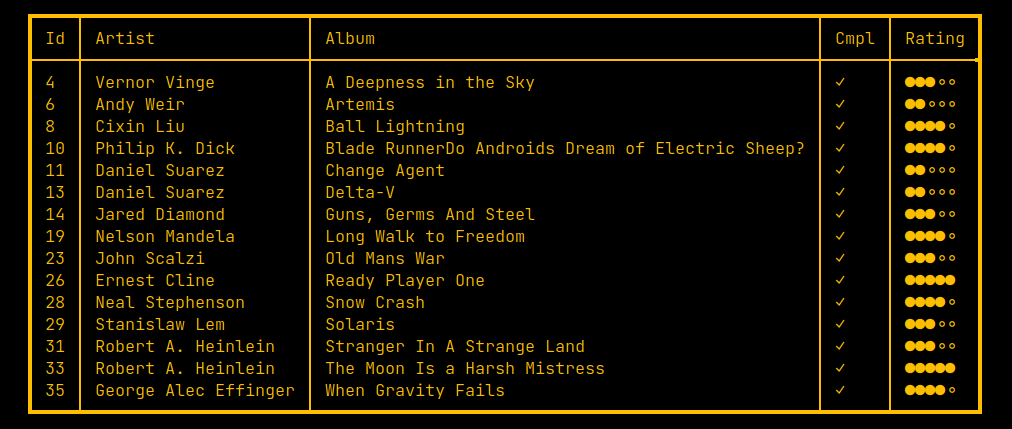 Id Artist Album Cmpl Rating
4 Vernor Vinge A Deepness in the Sky ✓ ●●●○○
6 Andy Weir Artemis ✓ ●●○○○
8 Cixin Liu Ball Lightning ✓ ●●●●○
10 Philip K. Dick Blade RunnerDo Androids Dream of Electric Sheep? ✓ ●●●●○
11 Daniel Suarez Change Agent ✓ ●●○○○
13 Daniel Suarez Delta-V ✓ ●●○○○
14 Jared Diamond Guns, Germs And Steel ✓ ●●●○○
19 Nelson Mandela Long Walk to Freedom ✓ ●●●●○
23 John Scalzi Old Mans War ✓ ●●●○○
26 Ernest Cline Ready Player One ✓ ●●●●●
28 Neal Stephenson Snow Crash ✓ ●●●●○
29 Stanislaw Lem Solaris ✓ ●●●○○
31 Robert A. Heinlein Stranger In A Strange Land ✓ ●●●○○
33 Robert A. Heinlein The Moon Is a Harsh Mistress ✓ ●●●●●
35 George Alec Effinger When Gravity Fails ✓ ●●●●○